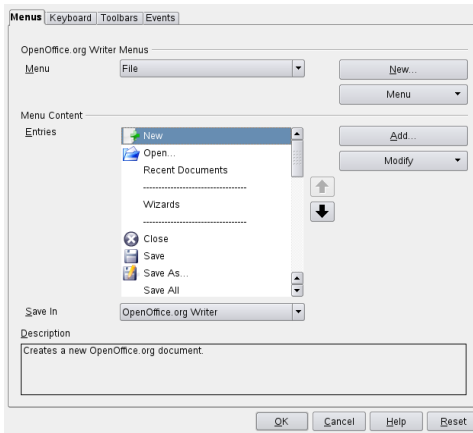 Menus Keyboard Toolbars Events
OpenOffice.org Writer Menus
Menu File New...
Menu
Menu Content
Entries New Add...
Open... Modify
Recent Documents
----------------------------------
Wizards
----------------------------------
Close
Save
Save As...
Save All
Save In OpenOffice.org Writer
Description
Creates a new OpenOffice.org document.
OK Cancel Help Reset